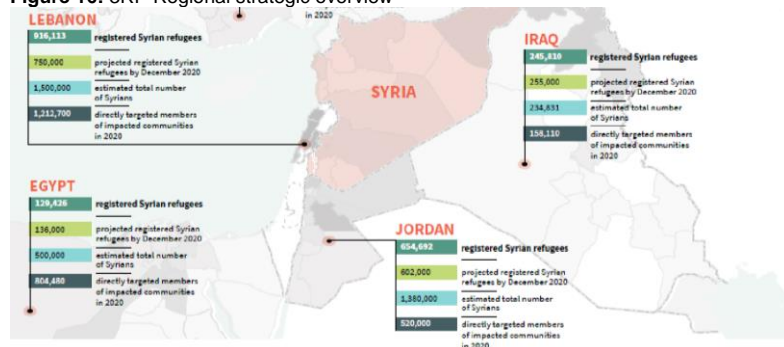 Figure 10: 3RP Regional strategic overview
in 2020
LEBANON
916,113 registered Syrian refugees
750,000 projected registered Syrian
refugees by December 2020
1,500,000 estimated total number
of Syrians
1,212,700 directly targeted members
of impacted communities
in 2020
SYRIA
IRAQ
245,810 registered Syrian refugees
255,000 projected registered Syrian
refugees by December 2020
234,831 estimated total number
of Syrians
158,110 directly targeted members
of impacted communities
in 2020
EGYPT
129,426 registered Syrian refugees
136,000 projected registered Syrian
refugees by December 2020
500,000 estimated total number
of Syrians
804,480 directly targeted members
of impacted communities
in 2020
JORDAN
654,692 registered Syrian refugees
602,000 projected registered Syrian
refugees by December 2020
1,380,000 estimated total number
of Syrians
520,000 directly targeted members
of impacted communities
in 2020